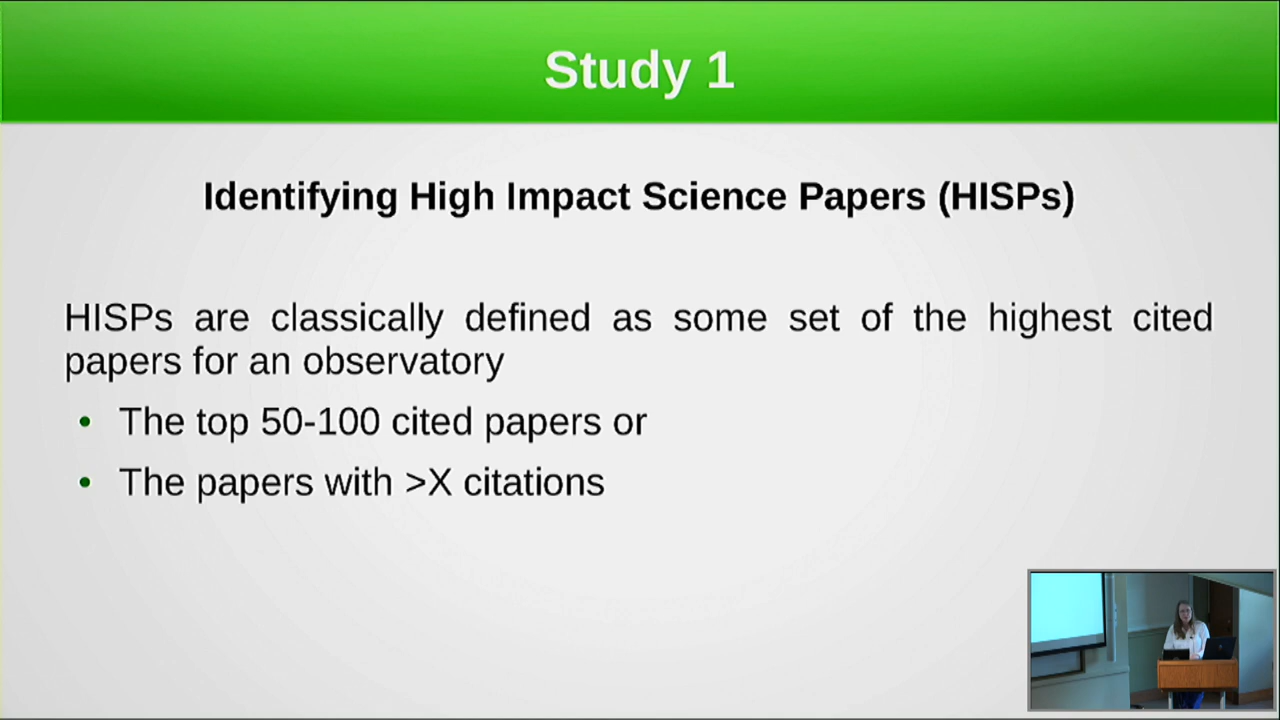 Study 1
Identifying High Impact Science Papers (HISPs)
HISPs are classically defined as some set of the highest cited
papers for an observatory
• The top 50-100 cited papers or
• The papers with >X citations